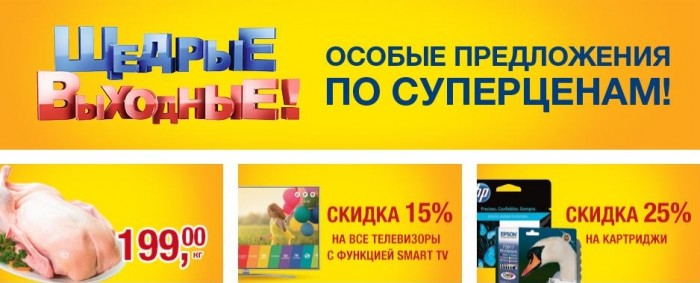 ЩЕДРЫЕ
ВЫХОДНЫЕ!
ОСОБЫЕ ПРЕДЛОЖЕНИЯ
ПО СУПЕРЦЕНАМ!
199,00
кг
СКИДКА 15%
НА ВСЕ ТЕЛЕВИЗОРЫ
С ФУНКЦИЕЙ SMART TV
СКИДКА 25%
НА КАРТРИДЖИ
hp
EPSON